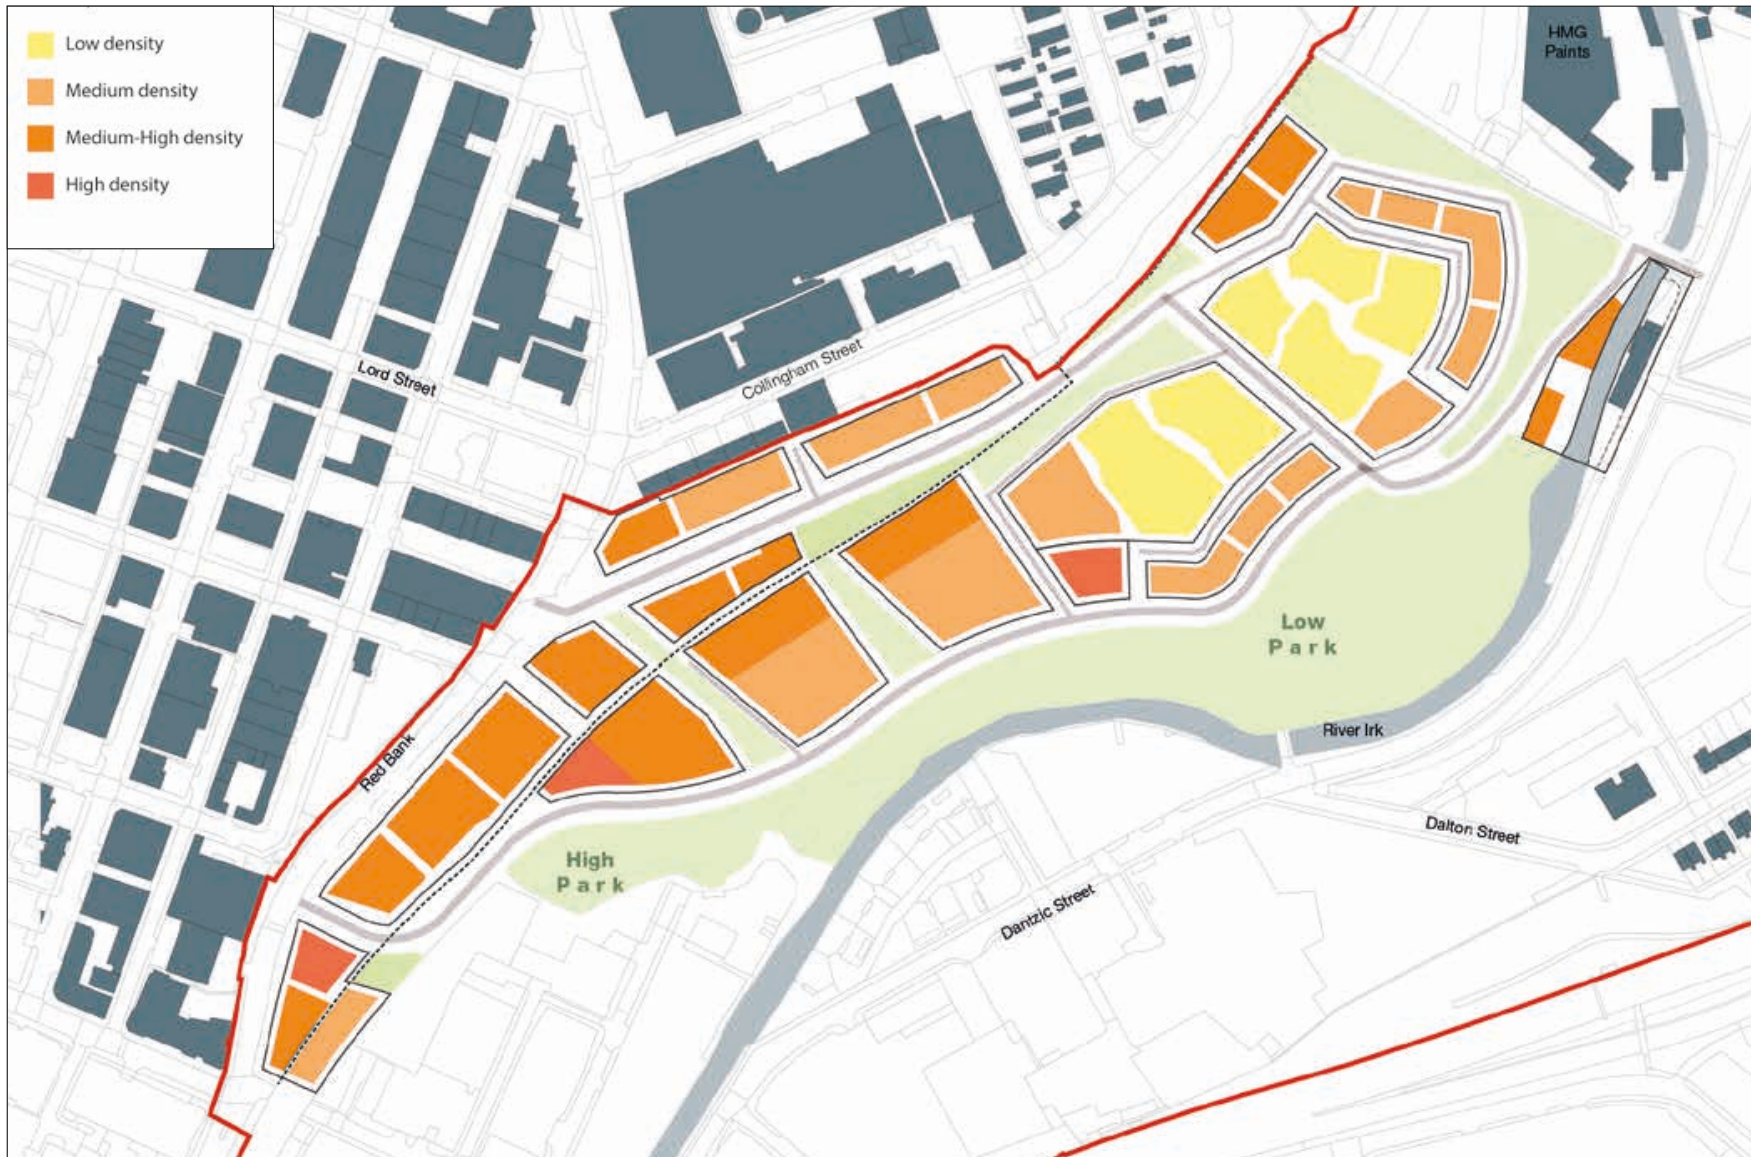 Low density
Medium density
Medium-High density
High density
HMG
Paints
Lord Street
Collingham Street
Red Bank
Low
Park
River Irk
High
Park
Dalton Street
Dantzic Street